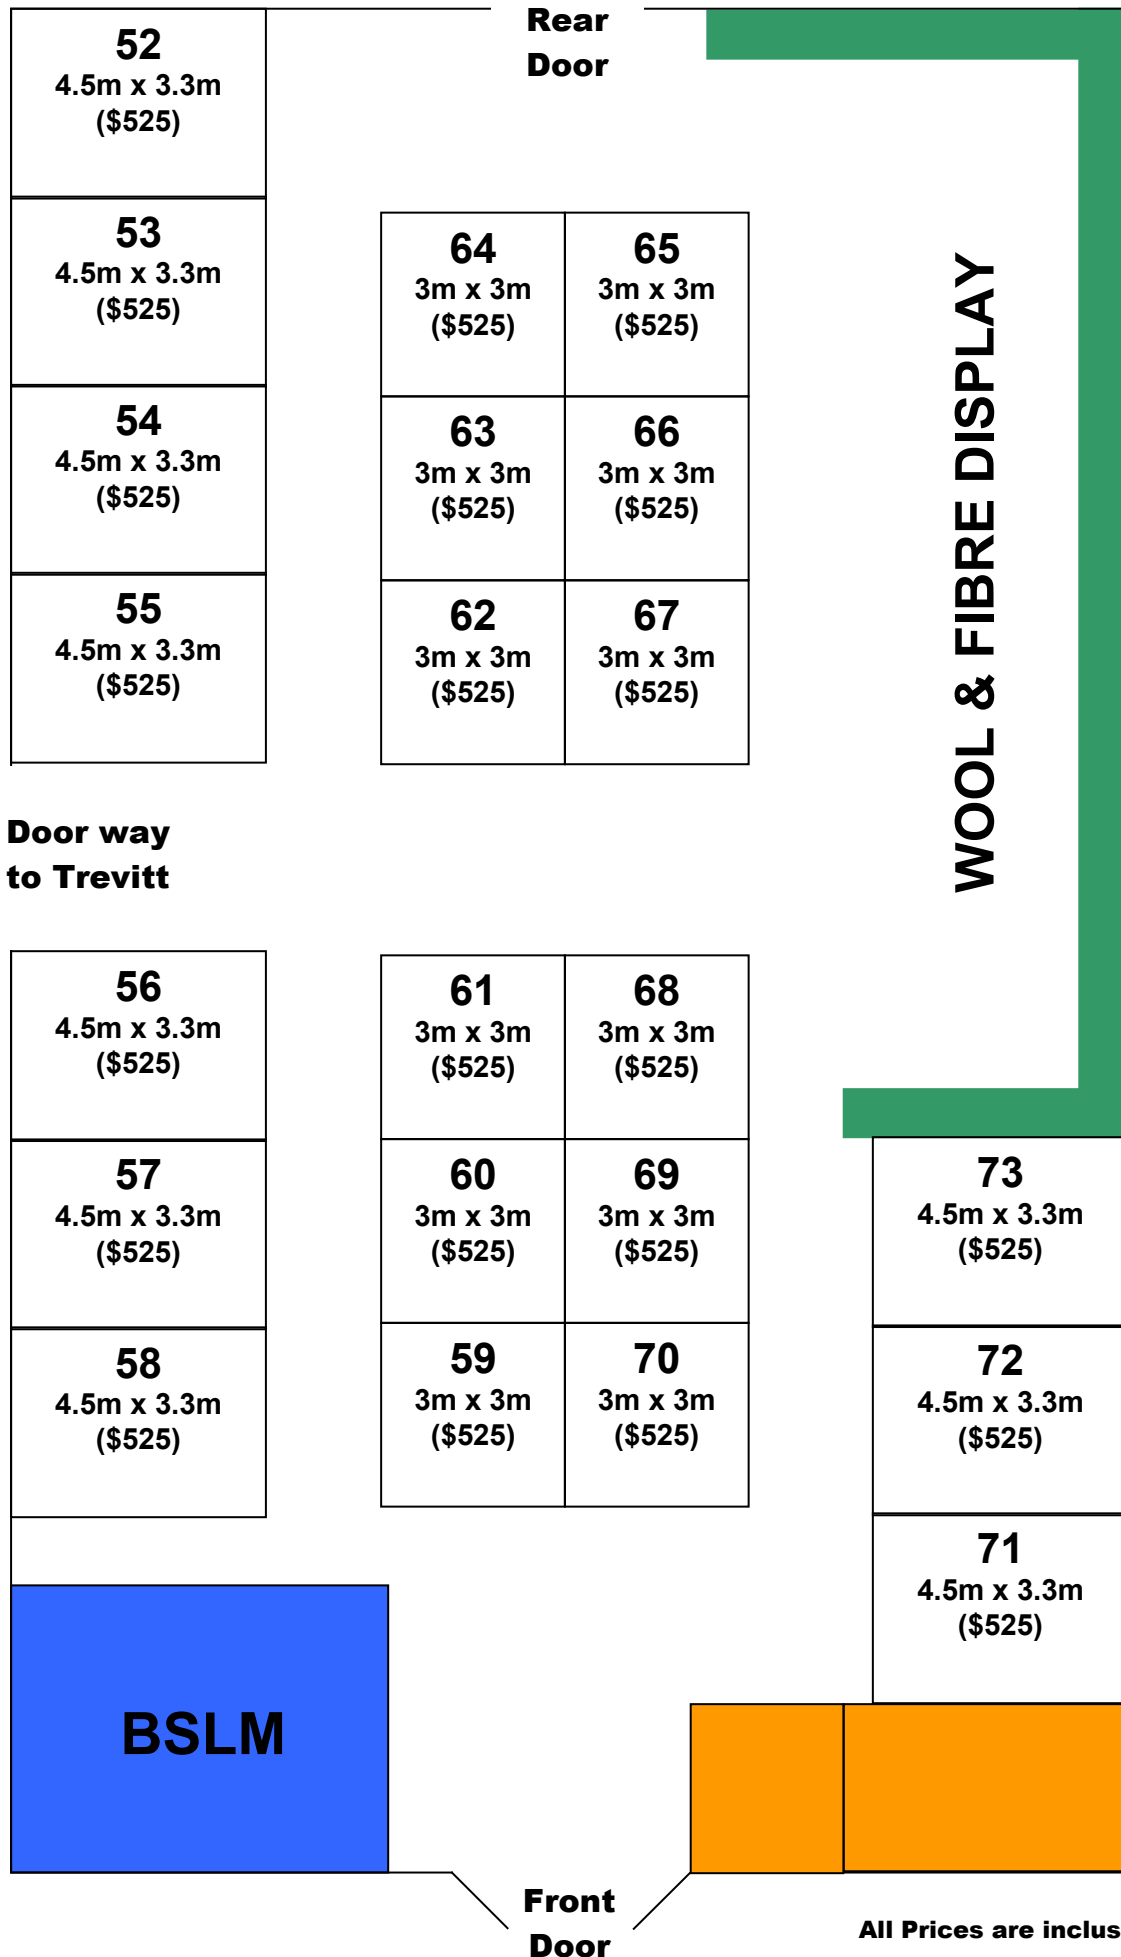 Rear
Door
52
4.5m x 3.3m
($525)
53
4.5m x 3.3m
($525)
54
4.5m x 3.3m
($525)
55
4.5m x 3.3m
($525)
64
3m x 3m
($525)
65
3m x 3m
($525)
63
3m x 3m
($525)
66
3m x 3m
($525)
62
3m x 3m
($525)
67
3m x 3m
($525)
WOOL & FIBRE DISPLAY
Door way
to Trevitt
56
4.5m x 3.3m
($525)
57
4.5m x 3.3m
($525)
58
4.5m x 3.3m
($525)
61
3m x 3m
($525)
68
3m x 3m
($525)
60
3m x 3m
($525)
69
3m x 3m
($525)
59
3m x 3m
($525)
70
3m x 3m
($525)
73
4.5m x 3.3m
($525)
72
4.5m x 3.3m
($525)
71
4.5m x 3.3m
($525)
BSLM
Front
Door
All Prices are inclus